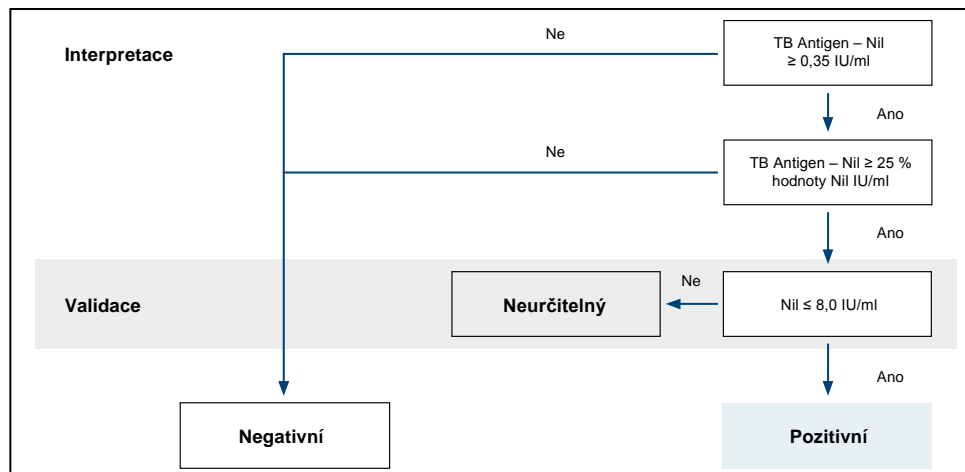 Interpretace
Ne
TB Antigen – Nil
≥ 0,35 IU/ml
Ano
Ne
TB Antigen – Nil ≥ 25 %
hodnoty Nil IU/ml
Ano
Validace
Neurčitelný
Ne
Nil ≤ 8,0 IU/ml
Ano
Negativní
Pozitivní